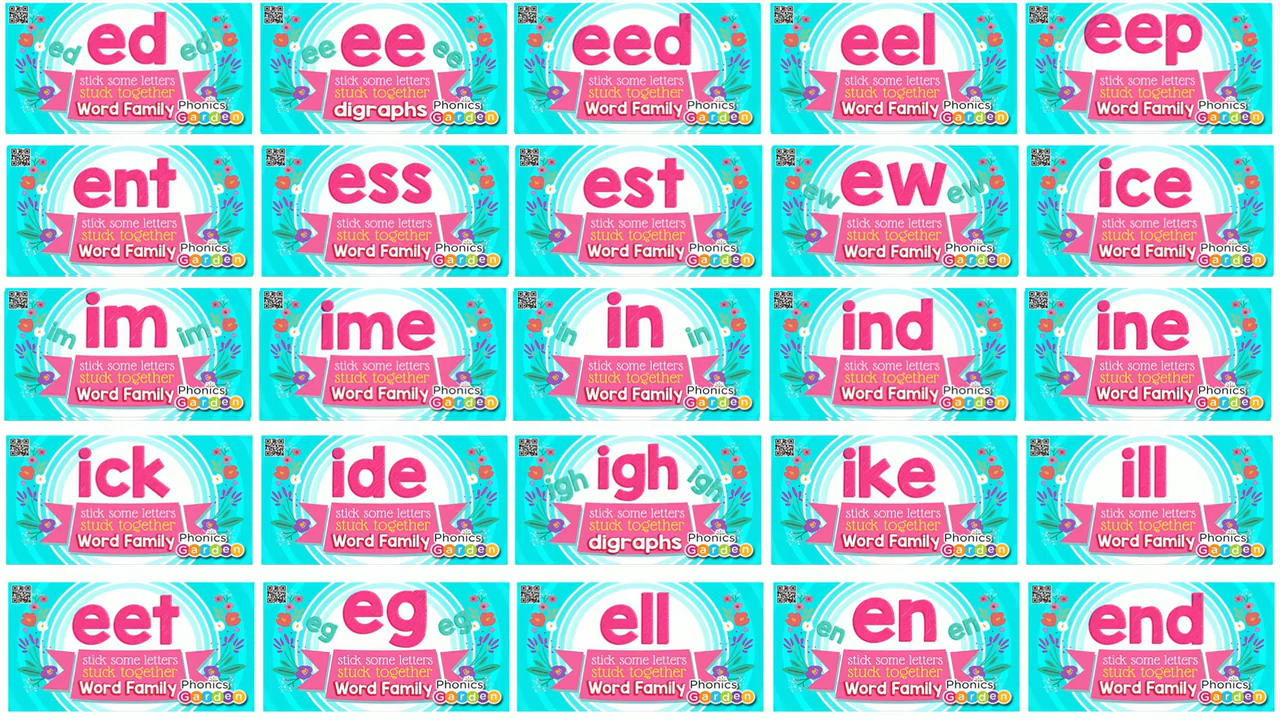 ed
ed ed
stick some letters
stuck together
Word Family
Phonics
Garden
ee
ee ee
stick some letters
stuck together
digraphs
Phonics
Garden
eed
stick some letters
stuck together
Word Family
Phonics
Garden
eel
stick some letters
stuck together
Word Family
Phonics
Garden
eep
stick some letters
stuck together
Word Family
Phonics
Garden
ent
stick some letters
stuck together
Word Family
Phonics
Garden
ess
stick some letters
stuck together
Word Family
Phonics
Garden
est
stick some letters
stuck together
Word Family
Phonics
Garden
ew
ew ew
stick some letters
stuck together
Word Family
Phonics
Garden
ice
stick some letters
stuck together
Word Family
Phonics
Garden
im
im im
stick some letters
stuck together
Word Family
Phonics
Garden
ime
stick some letters
stuck together
Word Family
Phonics
Garden
in
in in
stick some letters
stuck together
Word Family
Phonics
Garden
ind
stick some letters
stuck together
Word Family
Phonics
Garden
ine
stick some letters
stuck together
Word Family
Phonics
Garden
ick
stick some letters
stuck together
Word Family
Phonics
Garden
ide
stick some letters
stuck together
Word Family
Phonics
Garden
igh
igh igh
stick some letters
stuck together
digraphs
Phonics
Garden
ike
stick some letters
stuck together
Word Family
Phonics
Garden
ill
stick some letters
stuck together
Word Family
Phonics
Garden
eet
stick some letters
stuck together
Word Family
Phonics
Garden
eg
eg eg
stick some letters
stuck together
Word Family
Phonics
Garden
ell
stick some letters
stuck together
Word Family
Phonics
Garden
en
en en
stick some letters
stuck together
Word Family
Phonics
Garden
end
stick some letters
stuck together
Word Family
Phonics
Garden